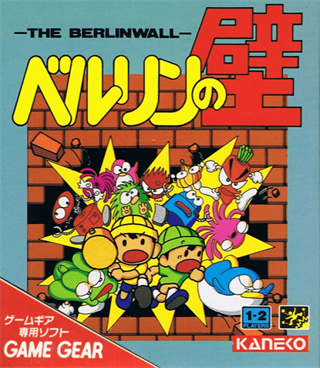 —THE BERLINWALL—
ベルリンの壁
1-2
PLAYERS
ゲームギア
専用ソフト
GAME GEAR
KANEKO